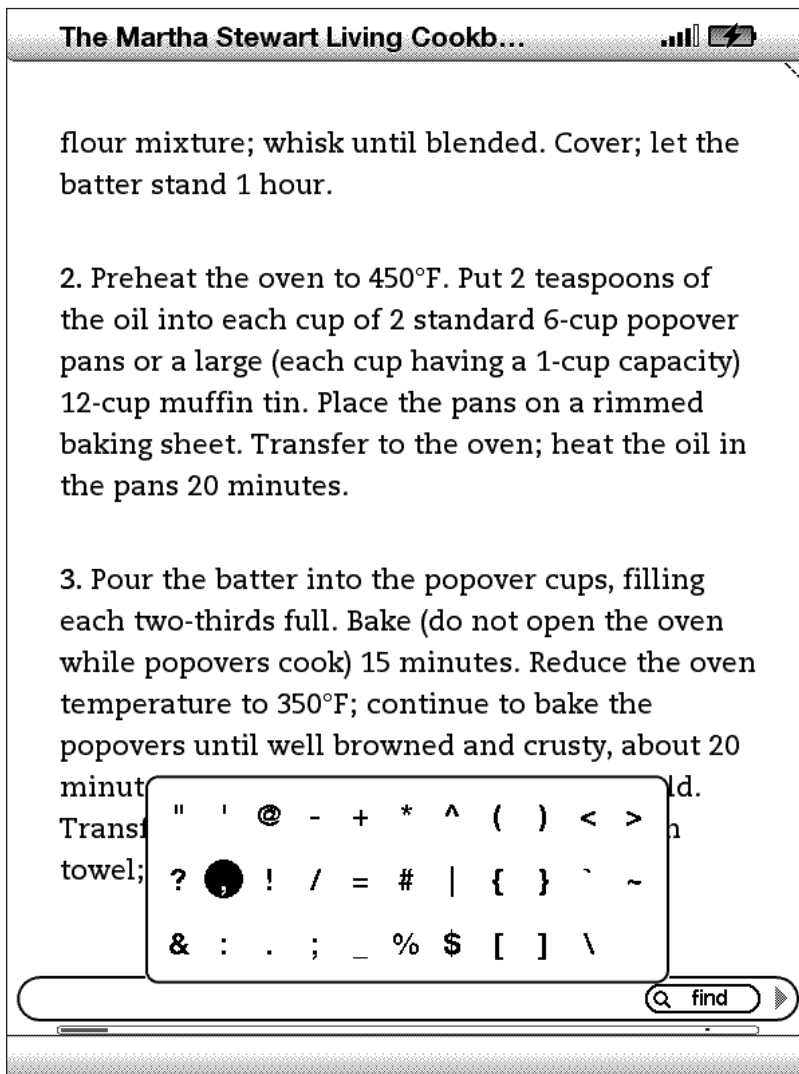 The Martha Stewart Living Cookb...
flour mixture; whisk until blended. Cover; let the
batter stand 1 hour.
2. Preheat the oven to 450°F. Put 2 teaspoons of
the oil into each cup of 2 standard 6-cup popover
pans or a large (each cup having a 1-cup capacity)
12-cup muffin tin. Place the pans on a rimmed
baking sheet. Transfer to the oven; heat the oil in
the pans 20 minutes.
3. Pour the batter into the popover cups, filling
each two-thirds full. Bake (do not open the oven
while popovers cook) 15 minutes. Reduce the oven
temperature to 350°F; continue to bake the
popovers until well browned and crusty, about 20
minut ld.
Transf n
towel;
" ' @ - + * ^ ( ) < >
? , ! / = # | { } ` ~
& : . ; _ % $ [ ] \
find